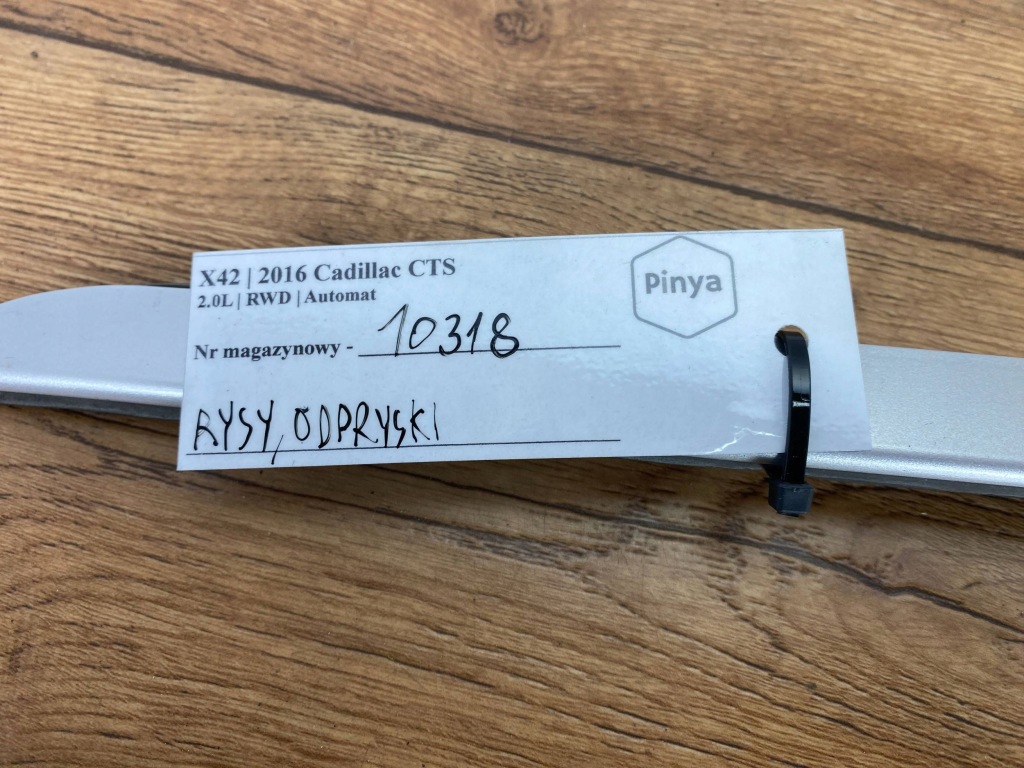 X42 | 2016 Cadillac CTS
2.0L | RWD | Automat
Pinya
Nr magazynowy - 10318
RYSY, ODPRYSKI